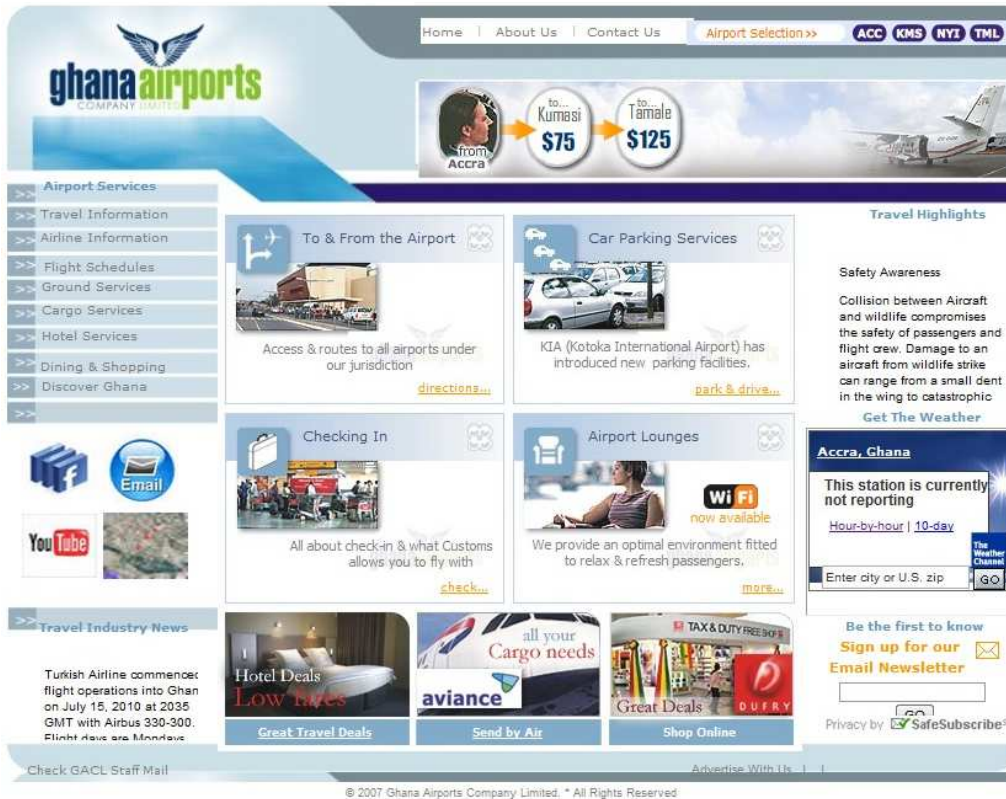 ghana airports
COMPANY LIMITED
Home | About Us | Contact Us
Airport Selection >>
ACC KMS NYI TML
from
Accra
to...
Kumasi
$75
to...
Tamale
$125
>> Airport Services
>> Travel Information
>> Airline Information
>> Flight Schedules
>> Ground Services
>> Cargo Services
>> Hotel Services
>> Dining & Shopping
>> Discover Ghana
>>
To & From the Airport
Access & routes to all airports under
our jurisdiction
directions...
Car Parking Services
KIA (Kotoka International Airport) has
introduced new parking facilities.
park & drive...
Checking In
All about check-in & what Customs
allows you to fly with
check...
Airport Lounges
Wi Fi
now available
We provide an optimal environment fitted
to relax & refresh passengers.
more...
Travel Highlights
Safety Awareness
Collision between Aircraft
and wildlife compromises
the safety of passengers and
flight crew. Damage to an
aircraft from wildlife strike
can range from a small dent
in the wing to catastrophic
Get The Weather
Accra, Ghana
This station is currently
not reporting
Hour-by-hour | 10-day
The
Weather
Channel
Enter city or U.S. zip
GO
Email
You Tube
>> Travel Industry News
Turkish Airline commenced
flight operations into Ghan
on July 15, 2010 at 2035
GMT with Airbus 330-300.
Flight days are Mondays
Hotel Deals
Low fares
Great Travel Deals
all your
Cargo needs
aviance
Send by Air
TAX & DUTY FREE SHOP
Great Deals
DUFRY
Shop Online
Be the first to know
Sign up for our
Email Newsletter
GO
Privacy by SafeSubscribe
Check GACL Staff Mail
Advertise With Us | |
© 2007 Ghana Airports Company Limited. * All Rights Reserved